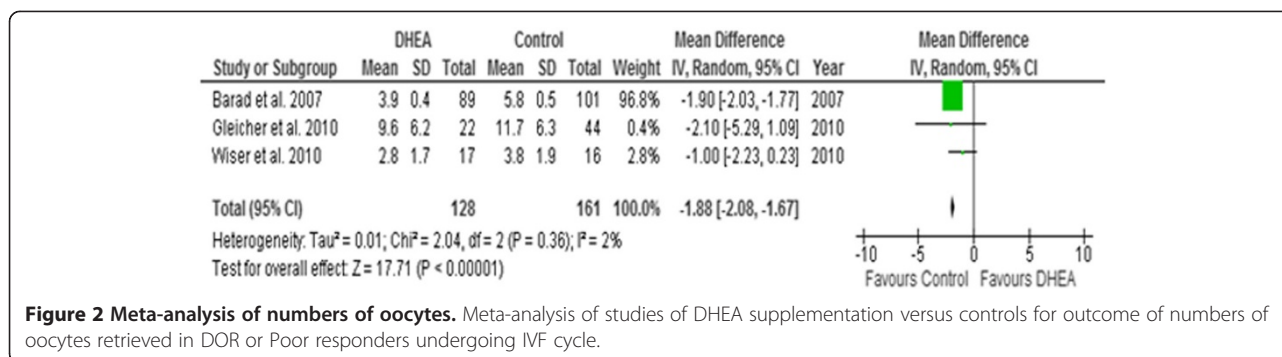 DHEA Control Mean Difference Mean Difference
Study or Subgroup Mean SD Total Mean SD Total Weight IV, Random, 95% CI Year IV, Random, 95% CI
Barad et al. 2007 3.9 0.4 89 5.8 0.5 101 96.8% -1.90 [-2.03, -1.77] 2007
Gleicher et al. 2010 9.6 6.2 22 11.7 6.3 44 0.4% -2.10 [-5.29, 1.09] 2010
Wiser et al. 2010 2.8 1.7 17 3.8 1.9 16 2.8% -1.00 [-2.23, 0.23] 2010
Total (95% CI) 128 161 100.0% -1.88 [-2.08, -1.67]
Heterogeneity: Tau² = 0.01; Chi² = 2.04, df = 2 (P = 0.36); I² = 2%
Test for overall effect: Z = 17.71 (P < 0.00001)
-10 -5 0 5 10
Favours Control Favours DHEA
Figure 2 Meta-analysis of numbers of oocytes. Meta-analysis of studies of DHEA supplementation versus controls for outcome of numbers of
oocytes retrieved in DOR or Poor responders undergoing IVF cycle.